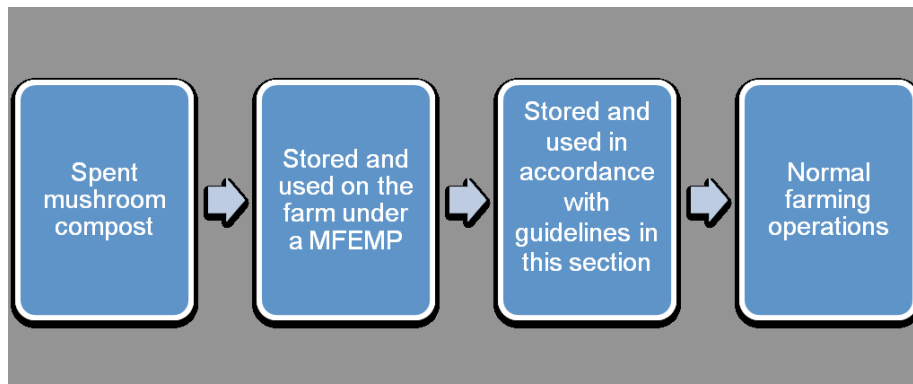 Spent
mushroom
compost
Stored and
used on the
farm under
a MFEMP
Stored and
used in
accordance
with
guidelines in
this section
Normal
farming
operations